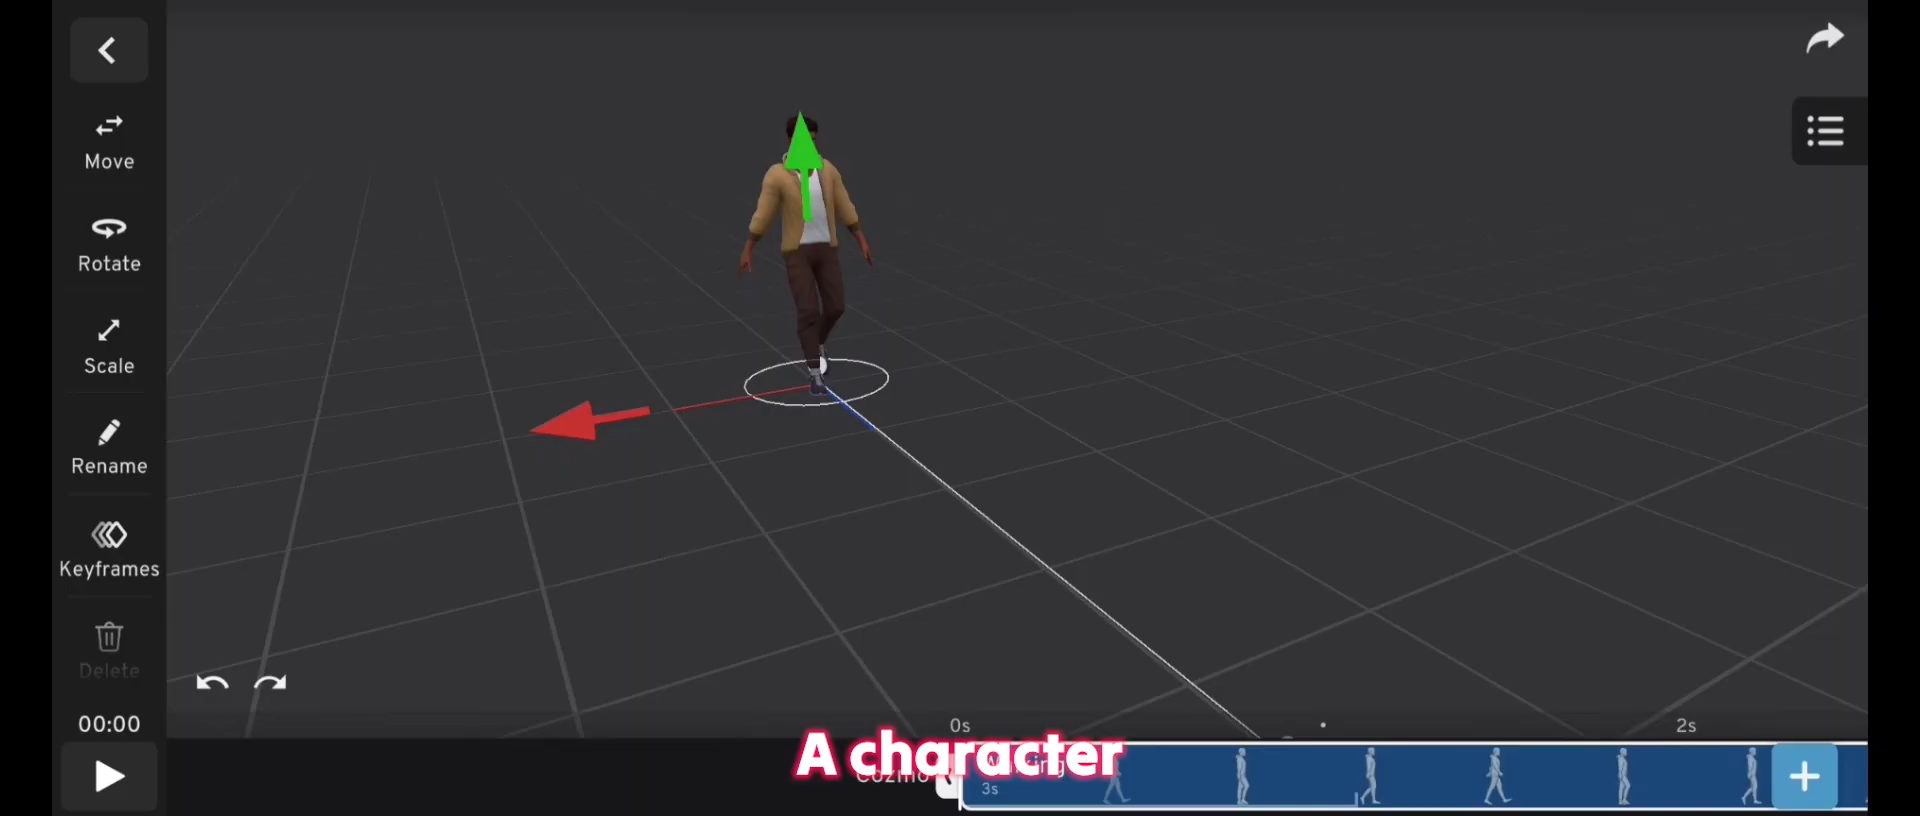 Move
Rotate
Scale
Rename
Keyframes
Delete
00:00
0s
2s
A character
3s